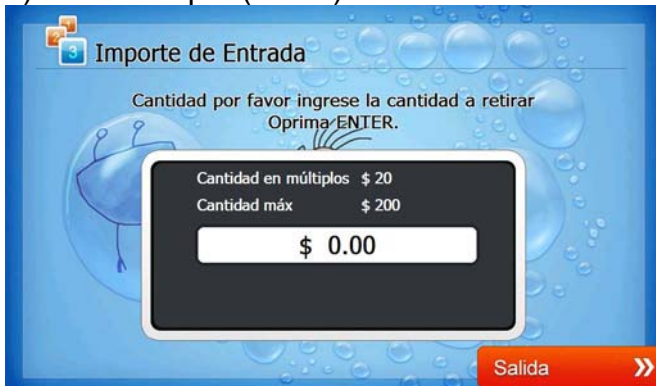 3
Importe de Entrada
Cantidad por favor ingrese la cantidad a retirar
Oprima ENTER.
Cantidad en múltiplos $ 20
Cantidad máx $ 200
$ 0.00
Salida »